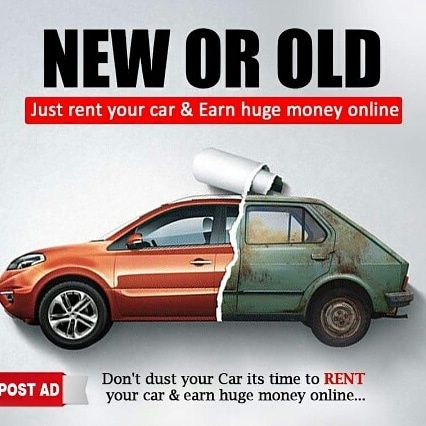 NEW OR OLD
Just rent your car & Earn huge money online
POST AD
Don't dust your Car its time to RENT
your car & earn huge money online...